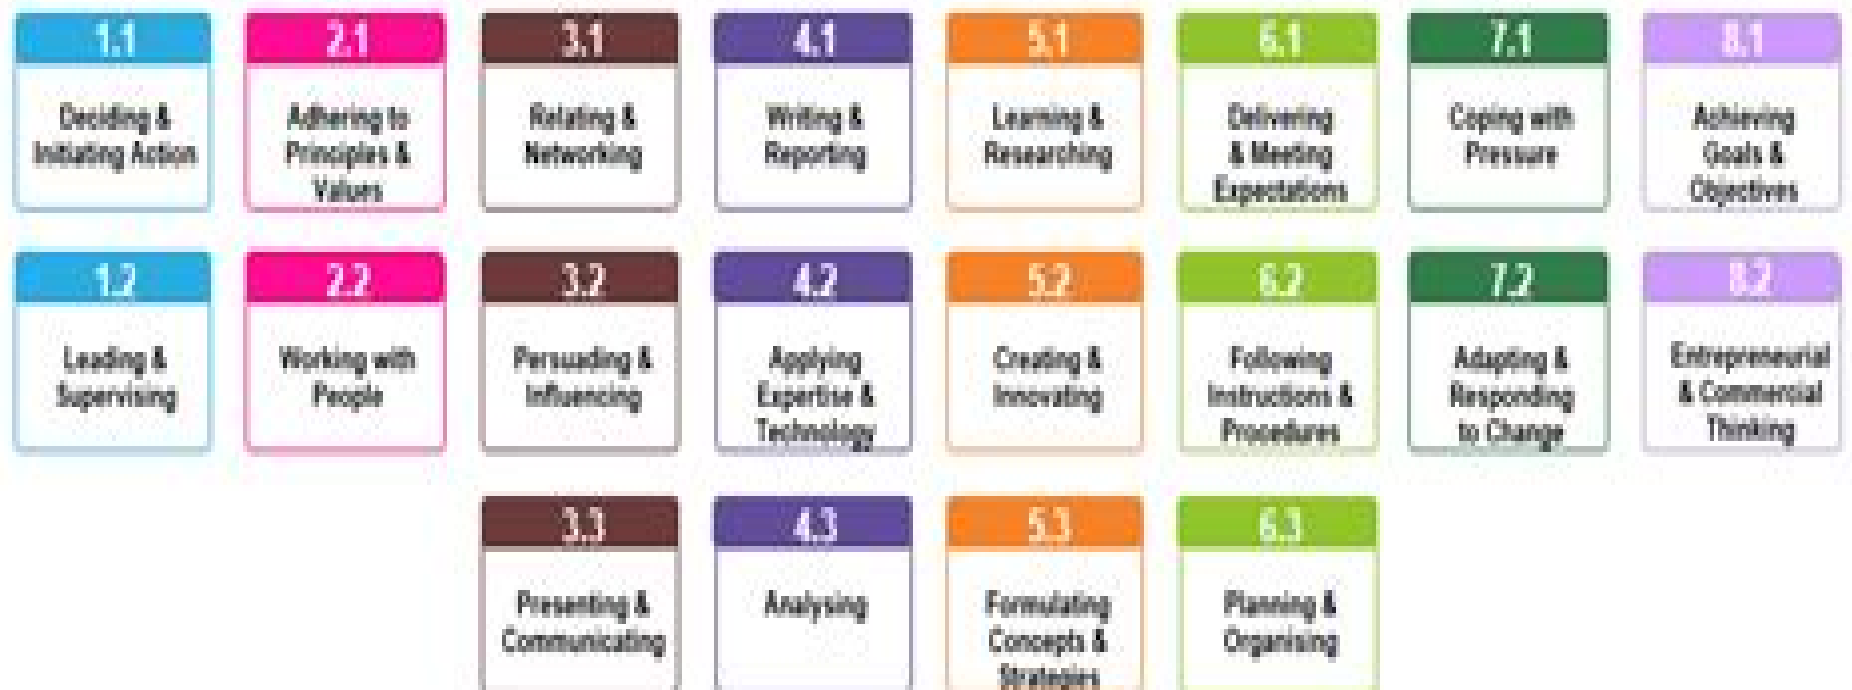 1.1
Deciding &
Initiating Action
2.1
Adhering to
Principles &
Values
3.1
Relating &
Networking
4.1
Writing &
Reporting
5.1
Learning &
Researching
6.1
Delivering
& Meeting
Expectations
7.1
Coping with
Pressure
8.1
Achieving
Goals &
Objectives
1.2
Leading &
Supervising
2.2
Working with
People
3.2
Persuading &
Influencing
4.2
Applying
Expertise &
Technology
5.2
Creating &
Innovating
6.2
Following
Instructions &
Procedures
7.2
Adapting &
Responding
to Change
8.2
Entrepreneurial
& Commercial
Thinking
3.3
Presenting &
Communicating
4.3
Analysing
5.3
Formulating
Concepts &
Strategies
6.3
Planning &
Organising